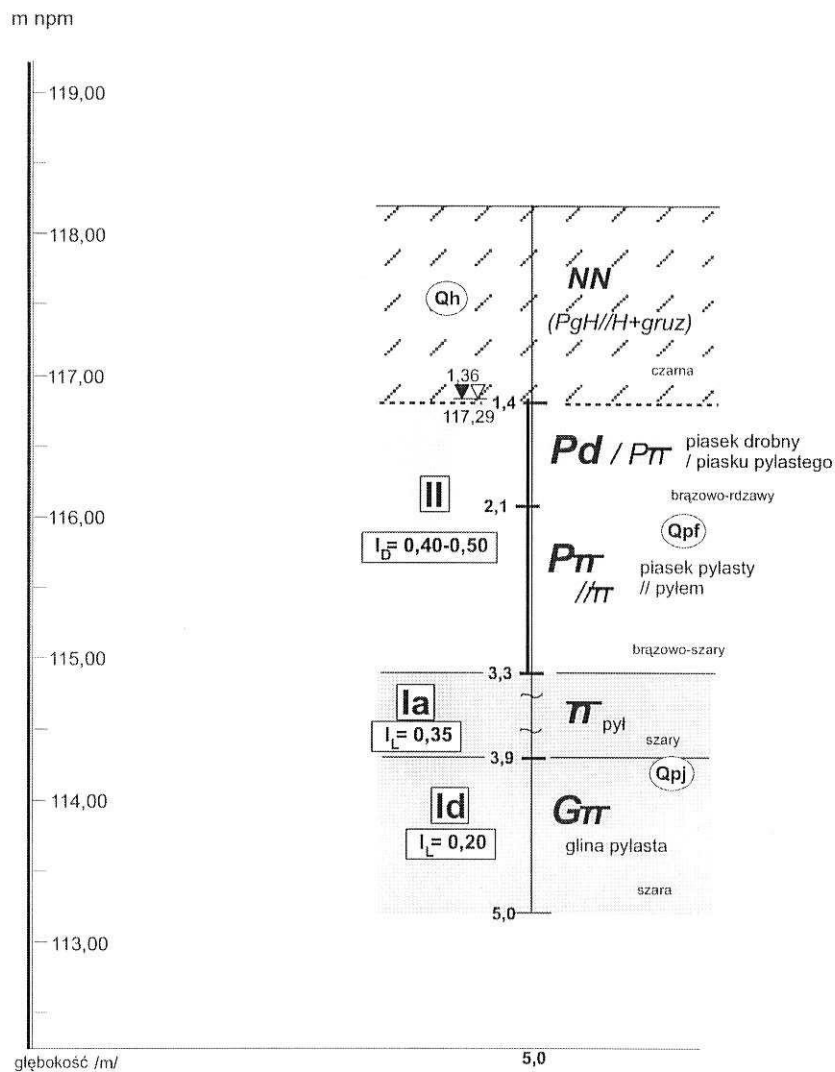 m npm
119,00
118,00
117,00
116,00
115,00
114,00
113,00
NN
Qh
(PgH//H+gruz)
czarna
1,36
117,29
1,4
Pd / Pπ piasek drobny
/ piasku pylastego
brązowo-rdzawy
II
2,1
I_D= 0,40-0,50
Qpf
Pπ piasek pylasty
//π // pyłem
brązowo-szary
3,3
Ia
I_L= 0,35
π pył
szary
3,9
Qpj
Id
Gπ
I_L= 0,20
glina pylasta
szara
5,0
głębokość /m/
5,0